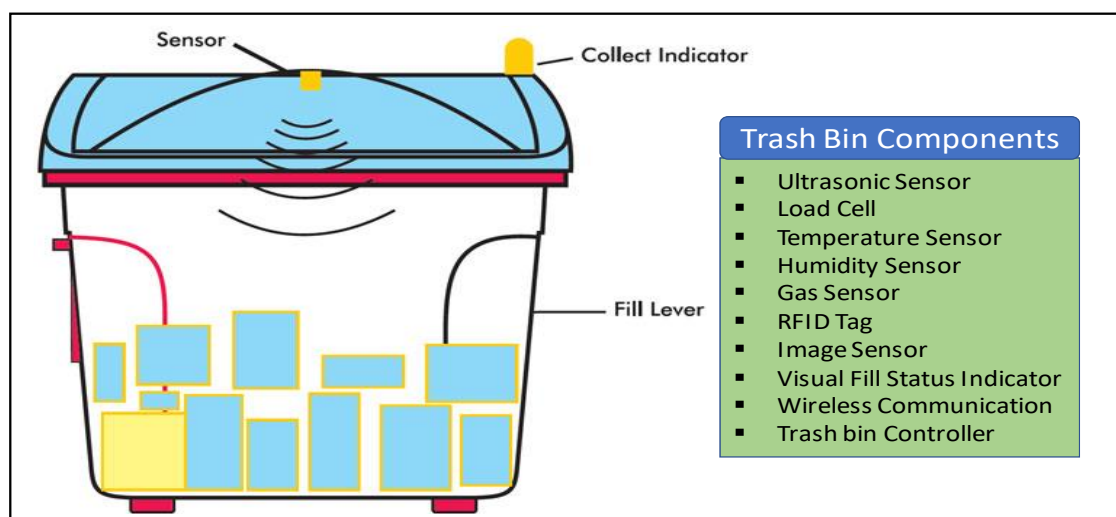 Sensor
Collect Indicator
Fill Lever
Trash Bin Components
▪ Ultrasonic Sensor
▪ Load Cell
▪ Temperature Sensor
▪ Humidity Sensor
▪ Gas Sensor
▪ RFID Tag
▪ Image Sensor
▪ Visual Fill Status Indicator
▪ Wireless Communication
▪ Trash bin Controller